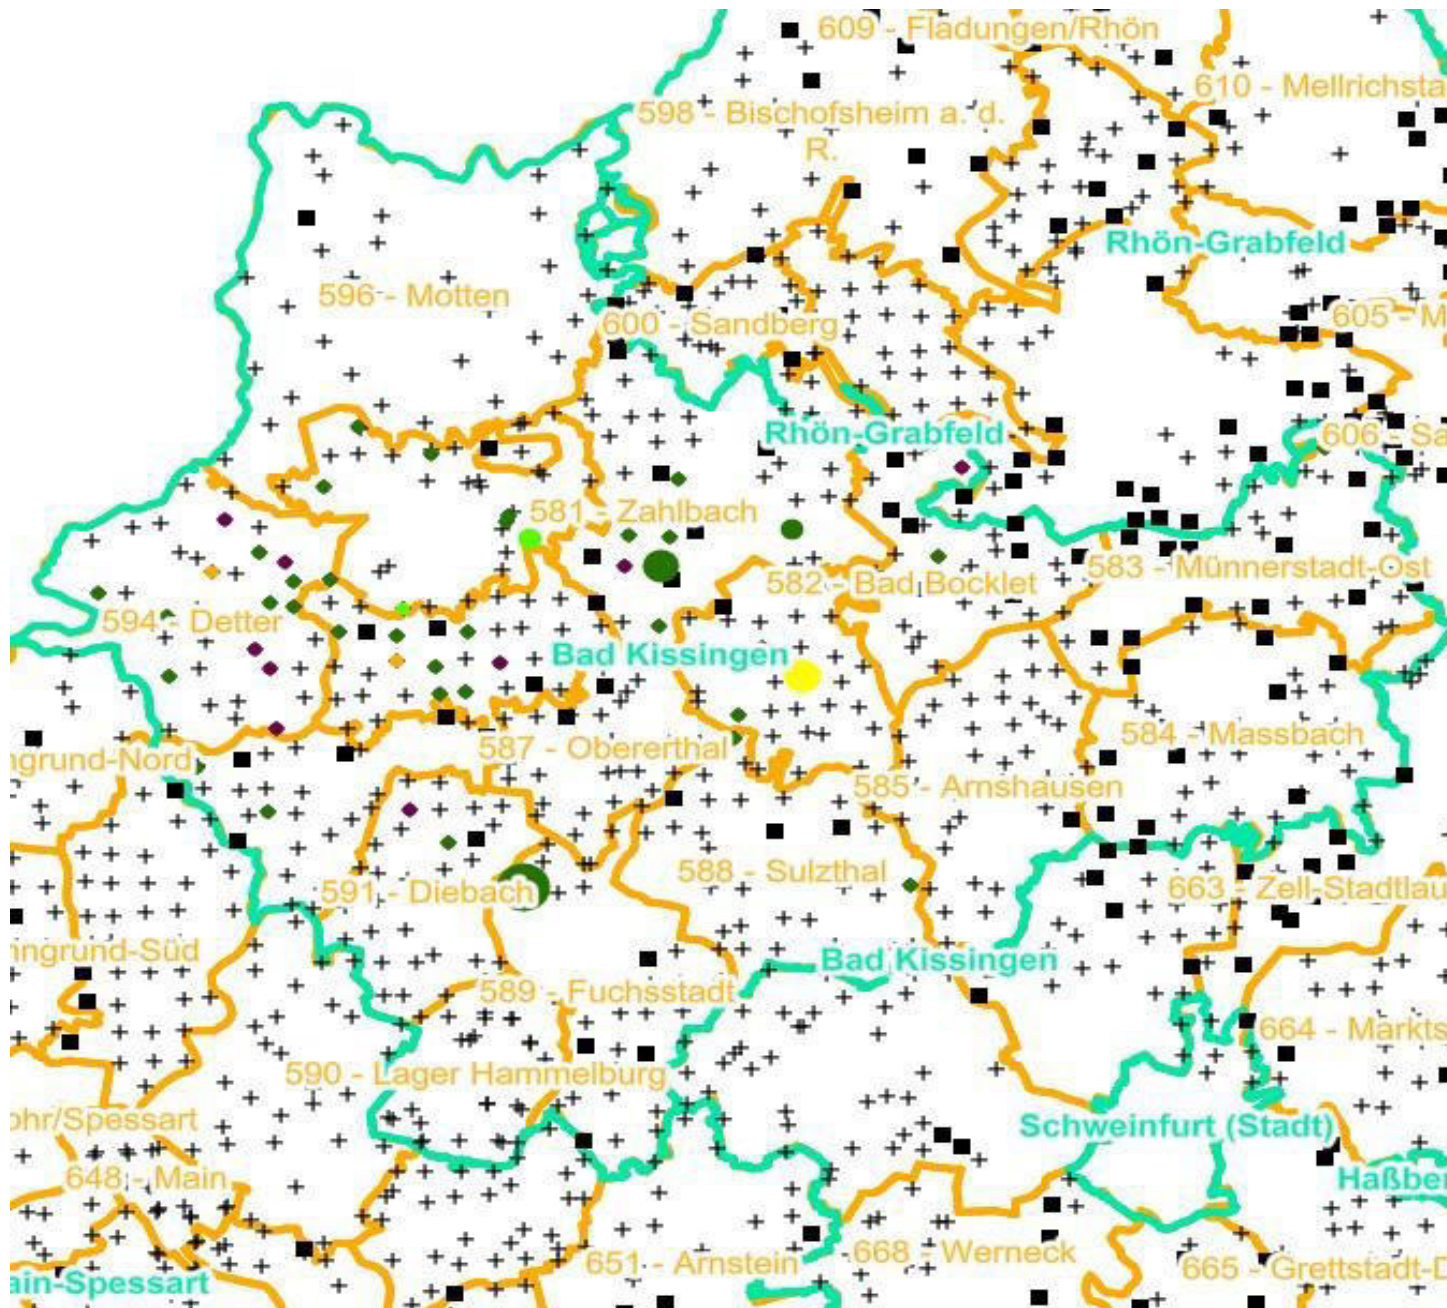 609 - Fladungen/Rhön
610 - Mellrichsta
598 - Bischofsheim a. d.
R.
Rhön-Grabfeld
596 - Motten
600 - Sandberg
605 - M
Rhön-Grabfeld
606 - Sa
581 - Zahlbach
582 - Bad Bocklet
583 - Münnerstadt-Ost
594 - Detter
Bad Kissingen
584 - Massbach
587 - Obererthal
nngrund-Nord
585 - Arnshausen
588 - Sulzthal
591 - Diebach
663 - Zell-Stadtlau
nngrund-Süd
Bad Kissingen
589 - Fuchsstadt
664 - Markts
590 - Lager Hammelburg
ohr/Spessart
Schweinfurt (Stadt)
648 - Main
Haßber
651 - Arnstein
668 - Werneck
665 - Grettstadt-D
ain-Spessart